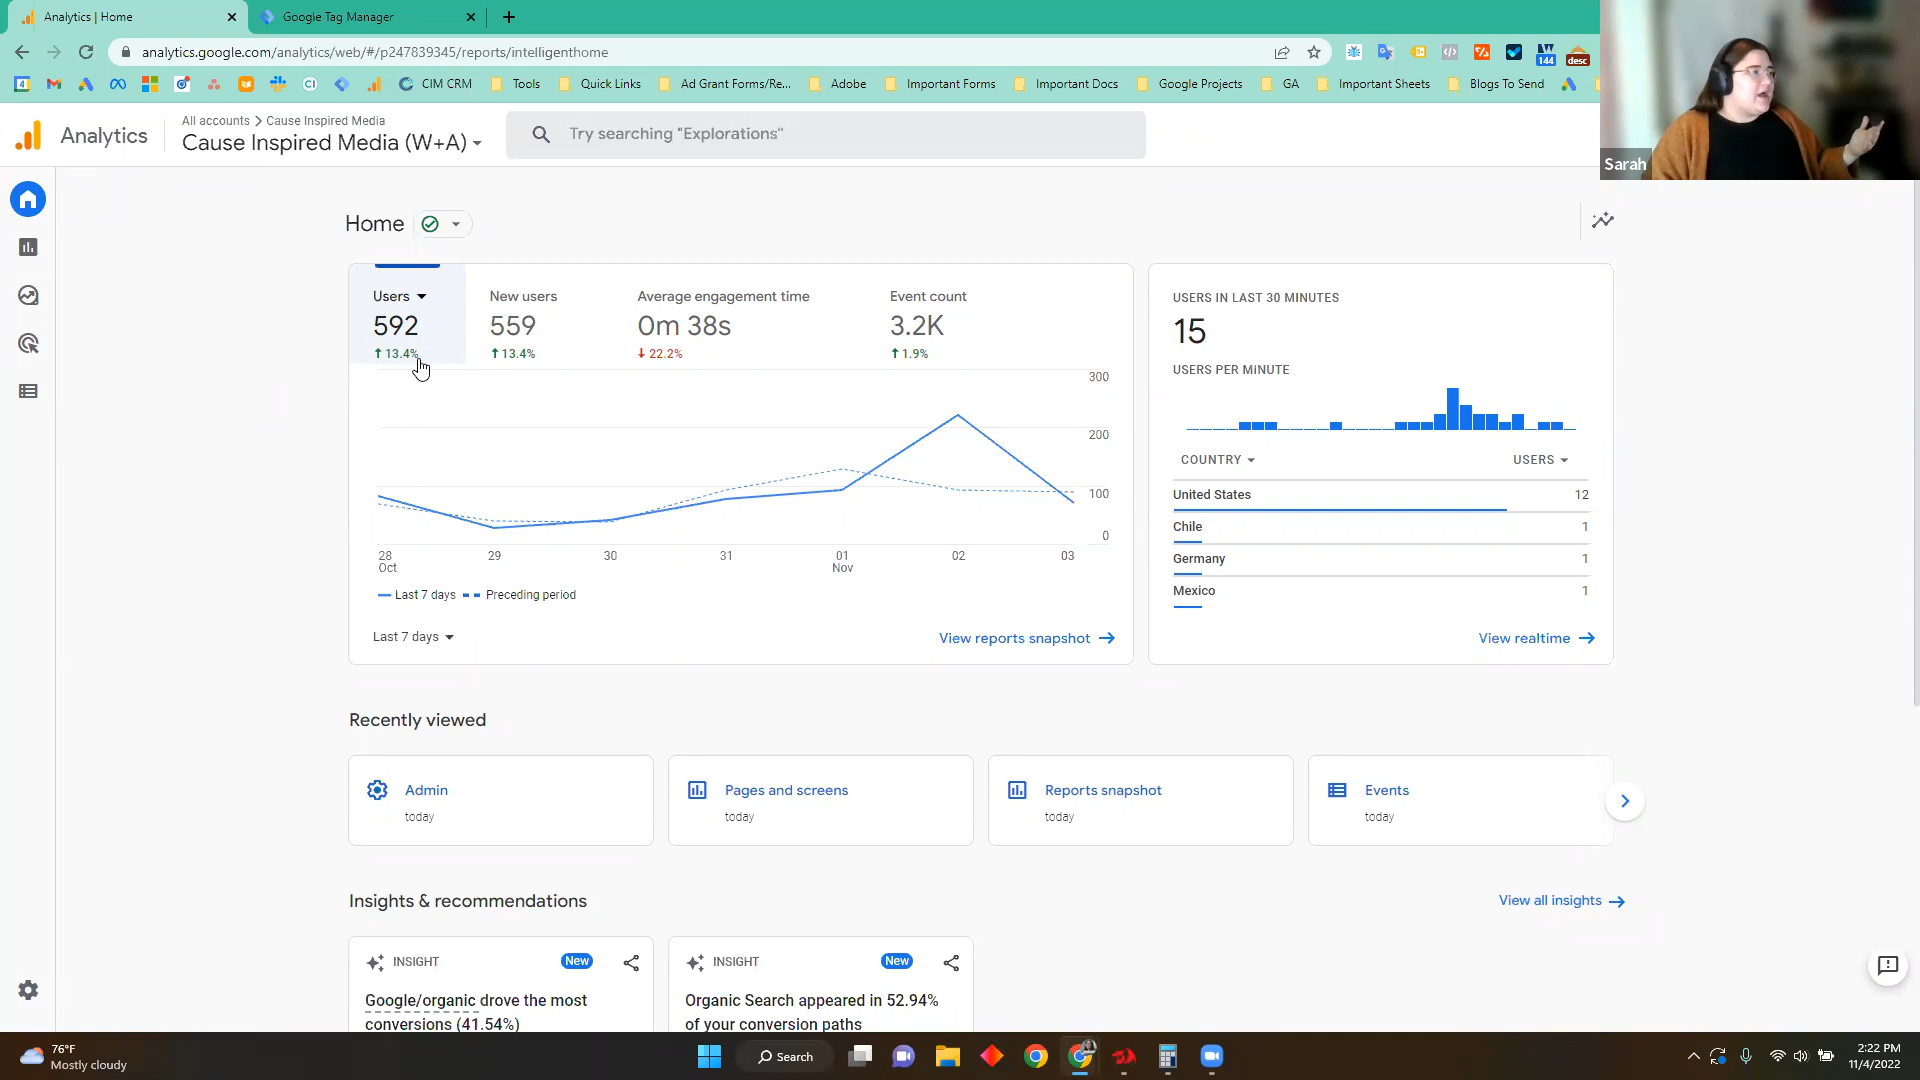 Analytics | Home
Google Tag Manager
analytics.google.com/analytics/web/#/p247839345/reports/intelligenthome
144
desc
4
CI
CIM CRM
Tools
Quick Links
Ad Grant Forms/Re...
Adobe
Important Forms
Important Docs
Google Projects
GA
Important Sheets
Blogs To Send
Sarah
Analytics
All accounts > Cause Inspired Media
Cause Inspired Media (W+A)
Try searching "Explorations"
Home
Users
592
13.4%
New users
559
13.4%
Average engagement time
0m 38s
22.2%
Event count
3.2K
1.9%
300
200
100
0
28
Oct
29
30
31
01
Nov
02
03
Last 7 days
Preceding period
Last 7 days
View reports snapshot
USERS IN LAST 30 MINUTES
15
USERS PER MINUTE
COUNTRY
USERS
United States
12
Chile
1
Germany
1
Mexico
1
View realtime
Recently viewed
Admin
today
Pages and screens
today
Reports snapshot
today
Events
today
Insights & recommendations
View all insights
INSIGHT
New
Google/organic drove the most
conversions (41.54%)
INSIGHT
New
Organic Search appeared in 52.94%
of your conversion paths
76°F
Mostly cloudy
Search
2:22 PM
11/4/2022